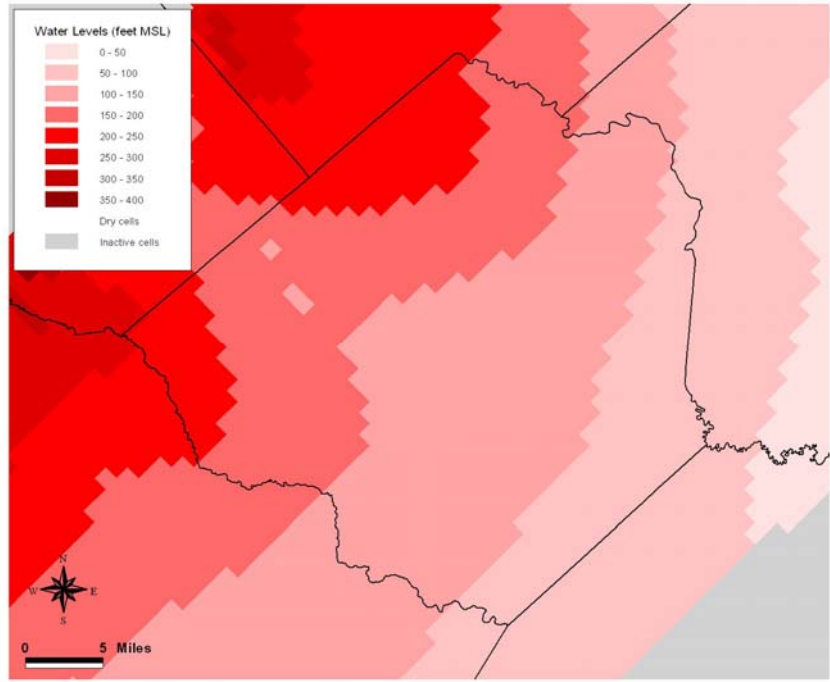 Water Levels (feet MSL)
0 - 50
50 - 100
100 - 150
150 - 200
200 - 250
250 - 300
300 - 350
350 - 400
Dry cells
Inactive cells
N
W E
S
0 5 Miles